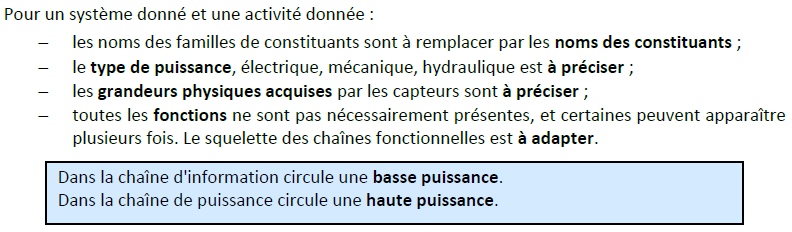 Pour un système donné et une activité donnée :
– les noms des familles de constituants sont à remplacer par les noms des constituants ;
– le type de puissance, électrique, mécanique, hydraulique est à préciser ;
– les grandeurs physiques acquises par les capteurs sont à préciser ;
– toutes les fonctions ne sont pas nécessairement présentes, et certaines peuvent apparaître
plusieurs fois. Le squelette des chaînes fonctionnelles est à adapter.
Dans la chaîne d'information circule une basse puissance.
Dans la chaîne de puissance circule une haute puissance.